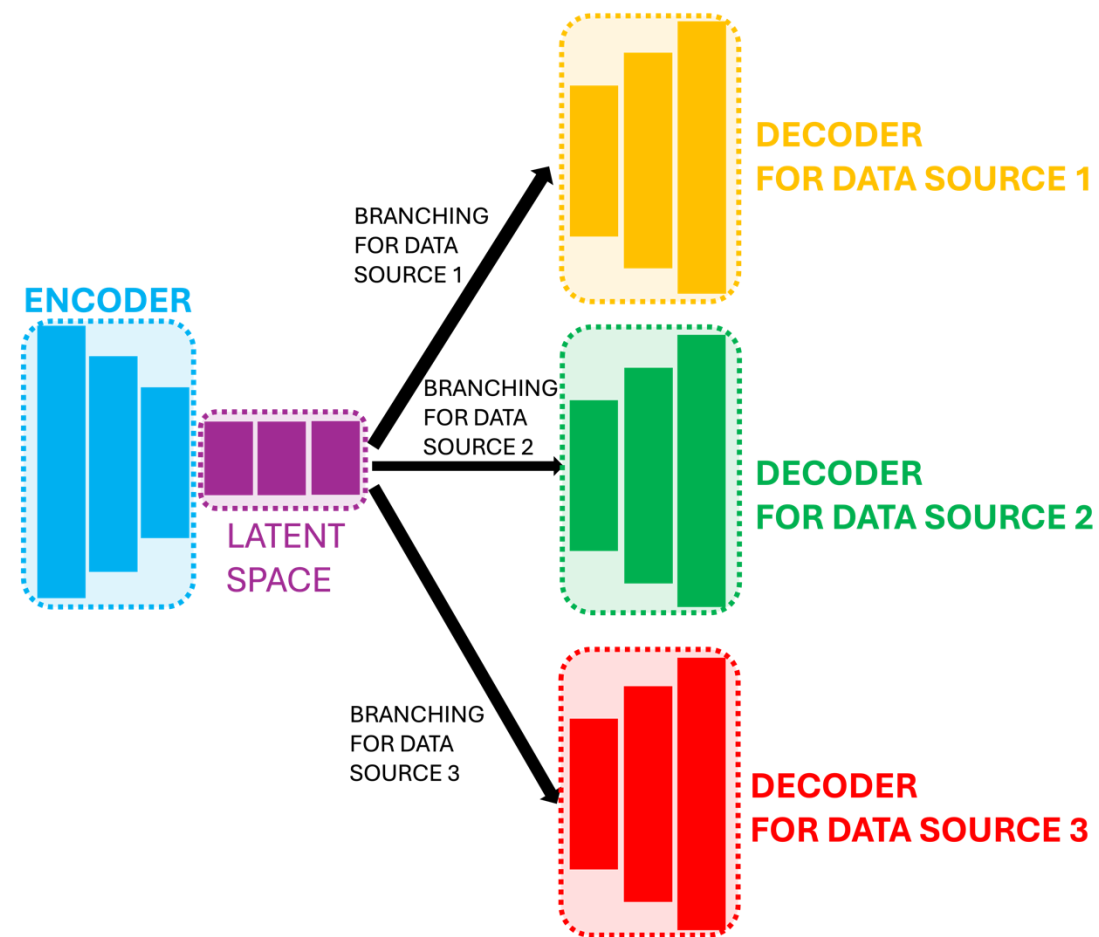 DECODER
FOR DATA SOURCE 1
BRANCHING
FOR DATA
SOURCE 1
ENCODER
BRANCHING
FOR DATA
SOURCE 2
DECODER
FOR DATA SOURCE 2
LATENT
SPACE
BRANCHING
FOR DATA
SOURCE 3
DECODER
FOR DATA SOURCE 3